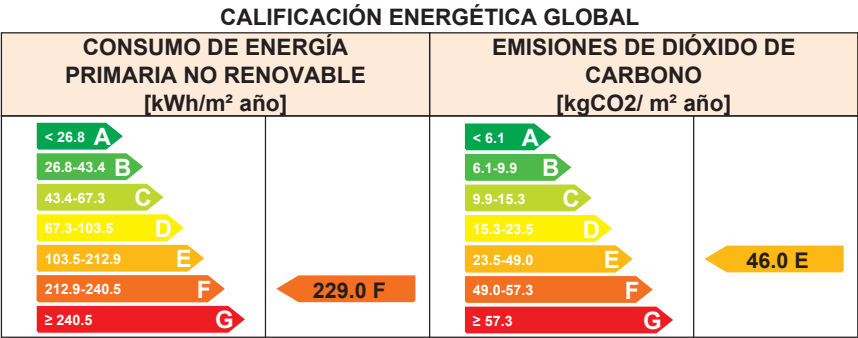 CALIFICACIÓN ENERGÉTICA GLOBAL
CONSUMO DE ENERGÍA
PRIMARIA NO RENOVABLE
[kWh/m² año]
EMISIONES DE DIÓXIDO DE
CARBONO
[kgCO2/ m² año]
< 26.8 A
26.8-43.4 B
43.4-67.3 C
67.3-103.5 D
103.5-212.9 E
212.9-240.5 F
≥ 240.5 G
229.0 F
< 6.1 A
6.1-9.9 B
9.9-15.3 C
15.3-23.5 D
23.5-49.0 E
49.0-57.3 F
≥ 57.3 G
46.0 E